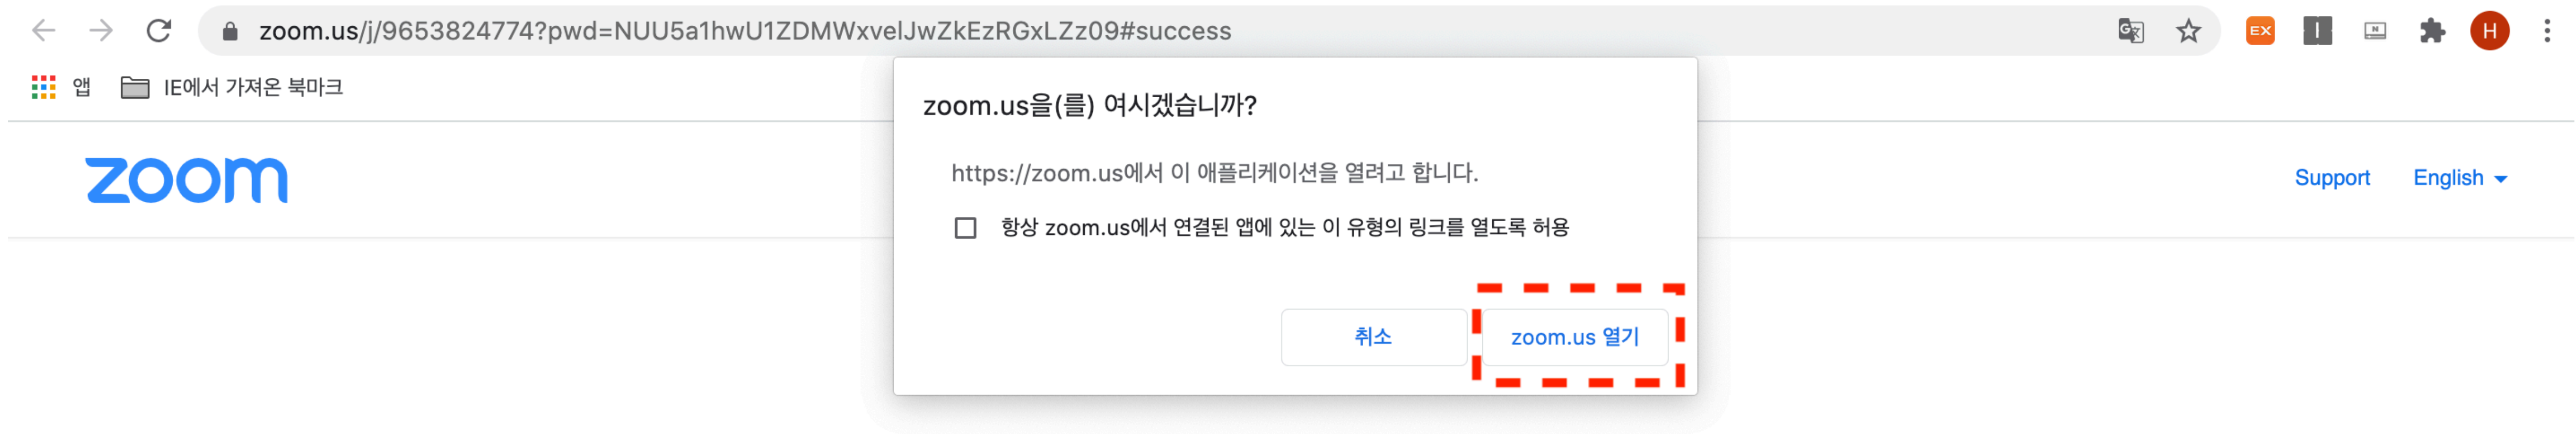 zoom.us/j/9653824774?pwd=NUU5a1hwU1ZDMWxvelJwZkEzRGxLZz09#success
EX
I
N
H
앱
IE에서 가져온 북마크
zoom.us을(를) 여시겠습니까?
zoom
https://zoom.us에서 이 애플리케이션을 열려고 합니다.
Support
English
항상 zoom.us에서 연결된 앱에 있는 이 유형의 링크를 열도록 허용
취소
zoom.us 열기